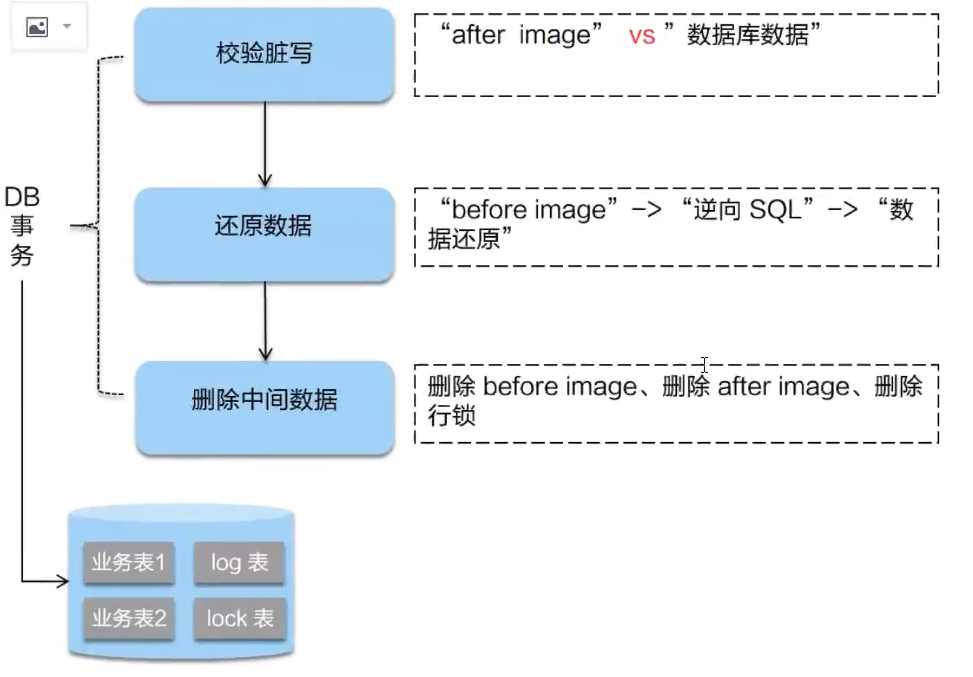 校验脏写
“after image” vs ”数据库数据”
DB
事
务
还原数据
“before image”–> “逆向 SQL”–> “数
据还原”
删除中间数据
删除 before image、删除 after image、删除
行锁
业务表1
log 表
业务表2
lock 表